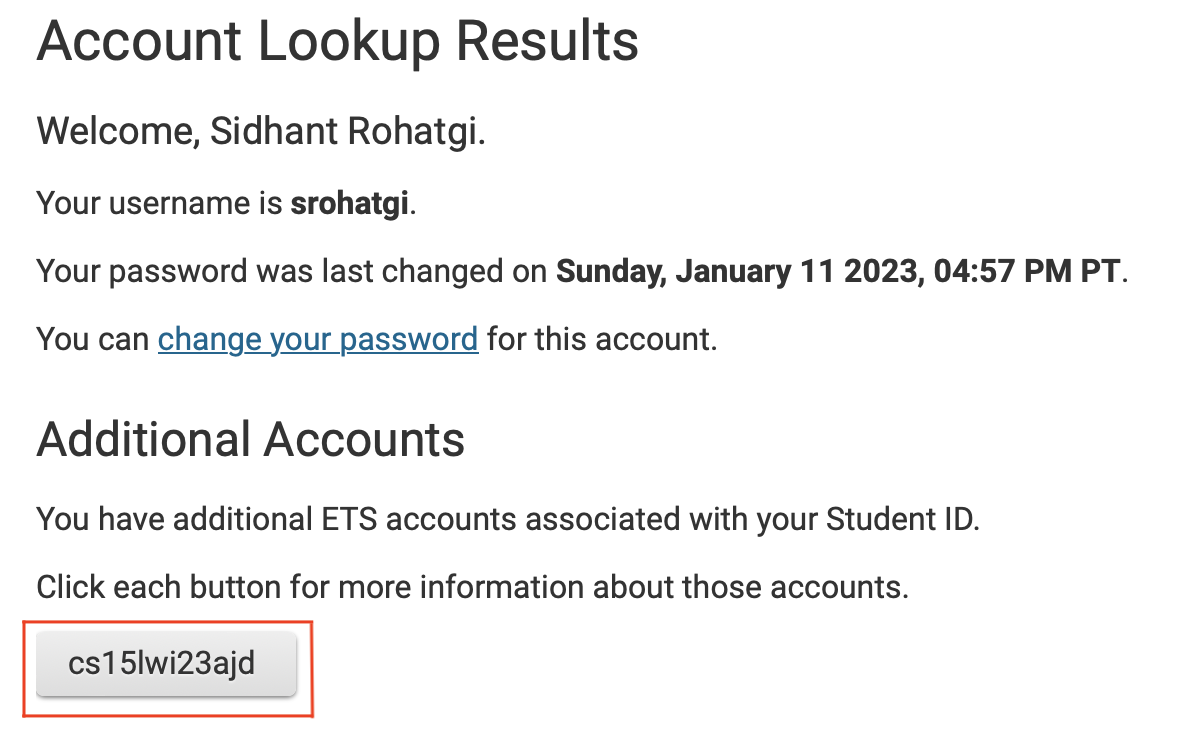 Account Lookup Results
Welcome, Sidhant Rohatgi.
Your username is srohatgi.
Your password was last changed on Sunday, January 11 2023, 04:57 PM PT.
You can change your password for this account.
Additional Accounts
You have additional ETS accounts associated with your Student ID.
Click each button for more information about those accounts.
cs15lwi23ajd